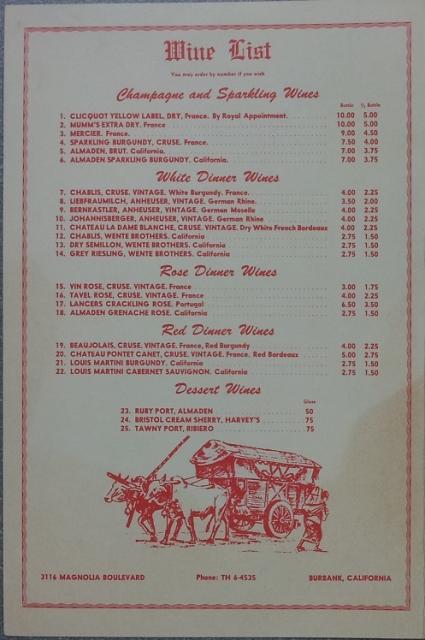 Wine List
You may order by number if you wish
Champagne and Sparkling Wines
Bottle ½ Bottle
1. CLICQUOT YELLOW LABEL, DRY, France. By Royal Appointment. 10.00 5.00
2. MUMM'S EXTRA DRY. France 10.00 5.00
3. MERCIER. France. 9.00 4.50
4. SPARKLING BURGUNDY, CRUSE. France. 7.50 4.00
5. ALMADEN, BRUT. California. 7.00 3.75
6. ALMADEN SPARKLING BURGUNDY. California. 7.00 3.75
White Dinner Wines
7. CHABLIS, CRUSE. VINTAGE. White Burgundy. France. 4.00 2.25
8. LIEBFRAUMILCH, ANHEUSER, VINTAGE. German Rhine. 3.50 2.00
9. BERNKASTLER, ANHEUSER, VINTAGE. German Moselle 4.00 2.25
10. JOHANNISBERGER, ANHEUSER, VINTAGE. German Rhine 4.00 2.25
11. CHATEAU LA DAME BLANCHE, CRUSE. VINTAGE. Dry White French Bordeaux 4.00 2.25
12. CHABLIS, WENTE BROTHERS. California 2.75 1.50
13. DRY SEMILLON, WENTE BROTHERS. California 2.75 1.50
14. GREY RIESLING, WENTE BROTHERS. California 2.75 1.50
Rose Dinner Wines
15. VIN ROSE, CRUSE. VINTAGE. France 3.00 1.75
16. TAVEL ROSE, CRUSE. VINTAGE. France 4.00 2.25
17. LANCERS CRACKLING ROSE. Portugal 6.50 3.50
18. ALMADEN GRENACHE ROSE. California 2.75 1.50
Red Dinner Wines
19. BEAUJOLAIS, CRUSE. VINTAGE. France, Red Burgundy 4.00 2.25
20. CHATEAU PONTET CANET, CRUSE. VINTAGE. France. Red Bordeaux 5.00 2.75
21. LOUIS MARTINI BURGUNDY. California 2.75 1.50
22. LOUIS MARTINI CABERNET SAUVIGNON. California 2.75 1.50
Dessert Wines
Glass
23. RUBY PORT, ALMADEN 50
24. BRISTOL CREAM SHERRY, HARVEY'S 75
25. TAWNY PORT, RIBIERO .75
3116 MAGNOLIA BOULEVARD Phone: TH 6-4535 BURBANK, CALIFORNIA